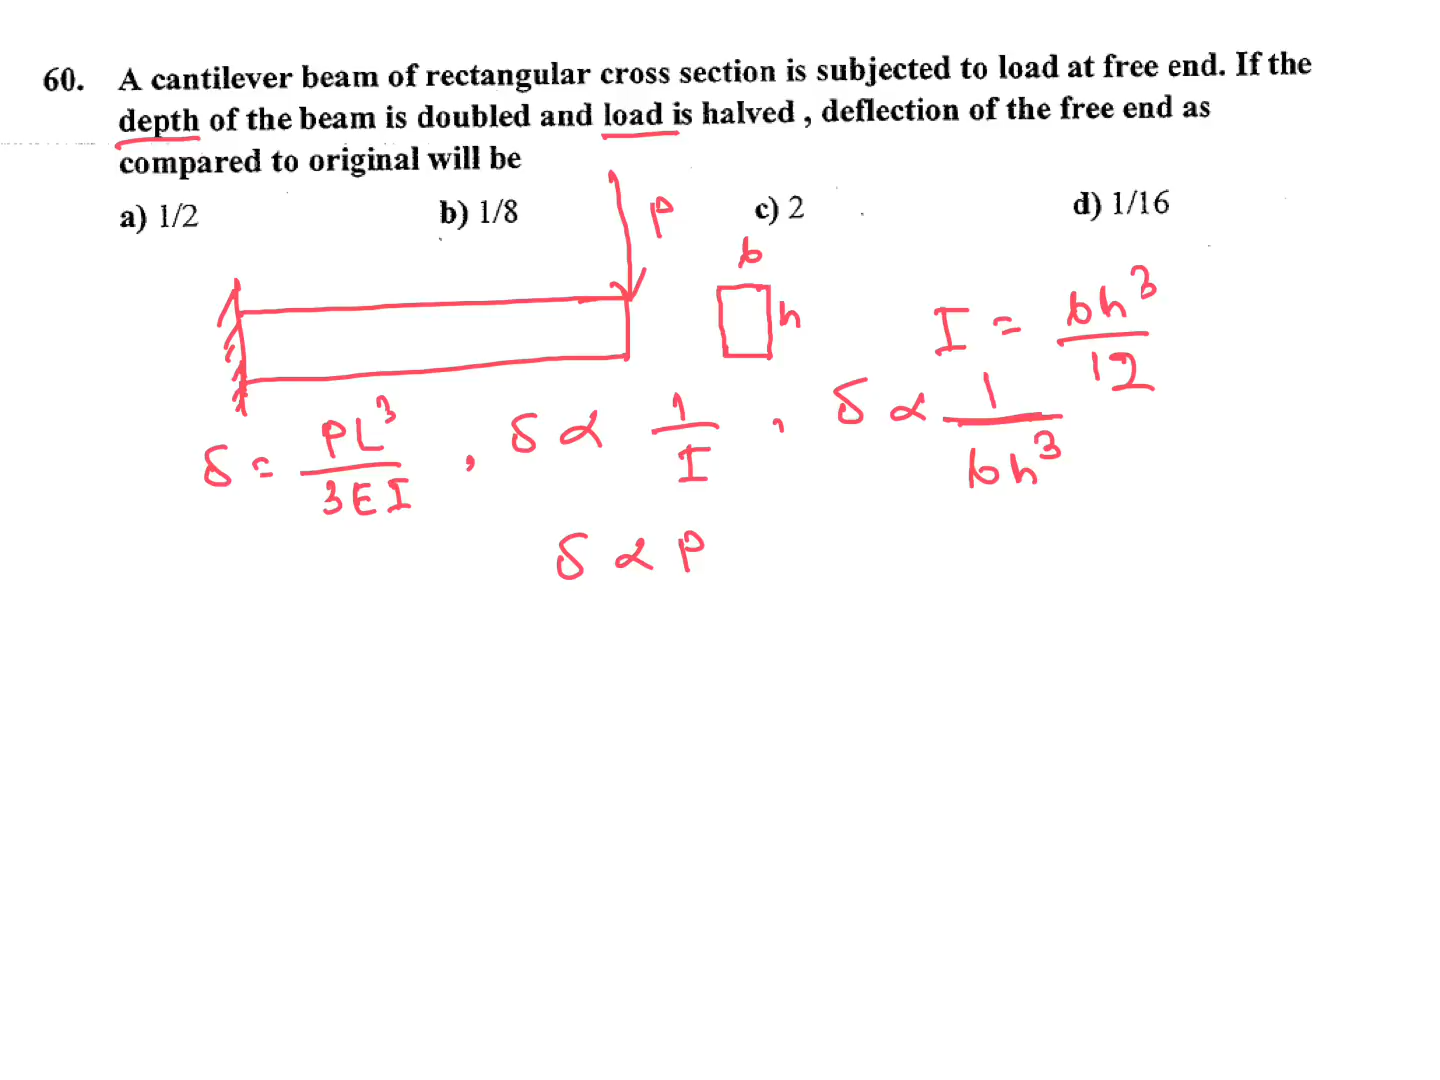 60. A cantilever beam of rectangular cross section is subjected to load at free end. If the
depth of the beam is doubled and load is halved , deflection of the free end as
compared to original will be
a) 1/2 b) 1/8 c) 2 d) 1/16
P
b
h
I = bh³/12
δ = PL³/3EI , δ α 1/I , δ α 1/bh³
δ α P